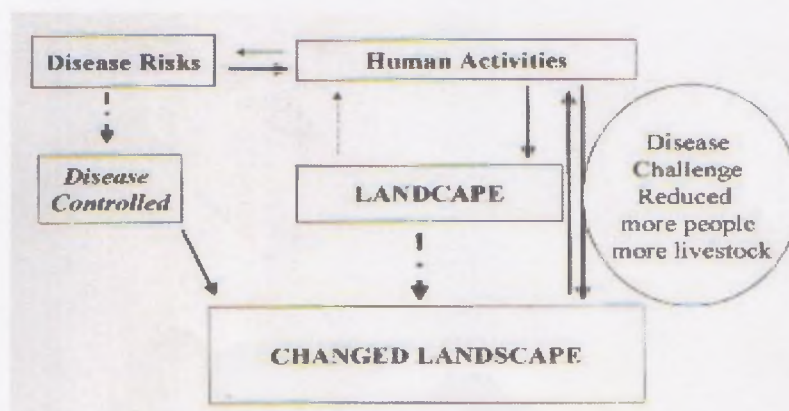 Disease Risks
Human Activities
Disease
Controlled
LANDCAPE
Disease
Challenge
Reduced
more people
more livestock
CHANGED LANDSCAPE